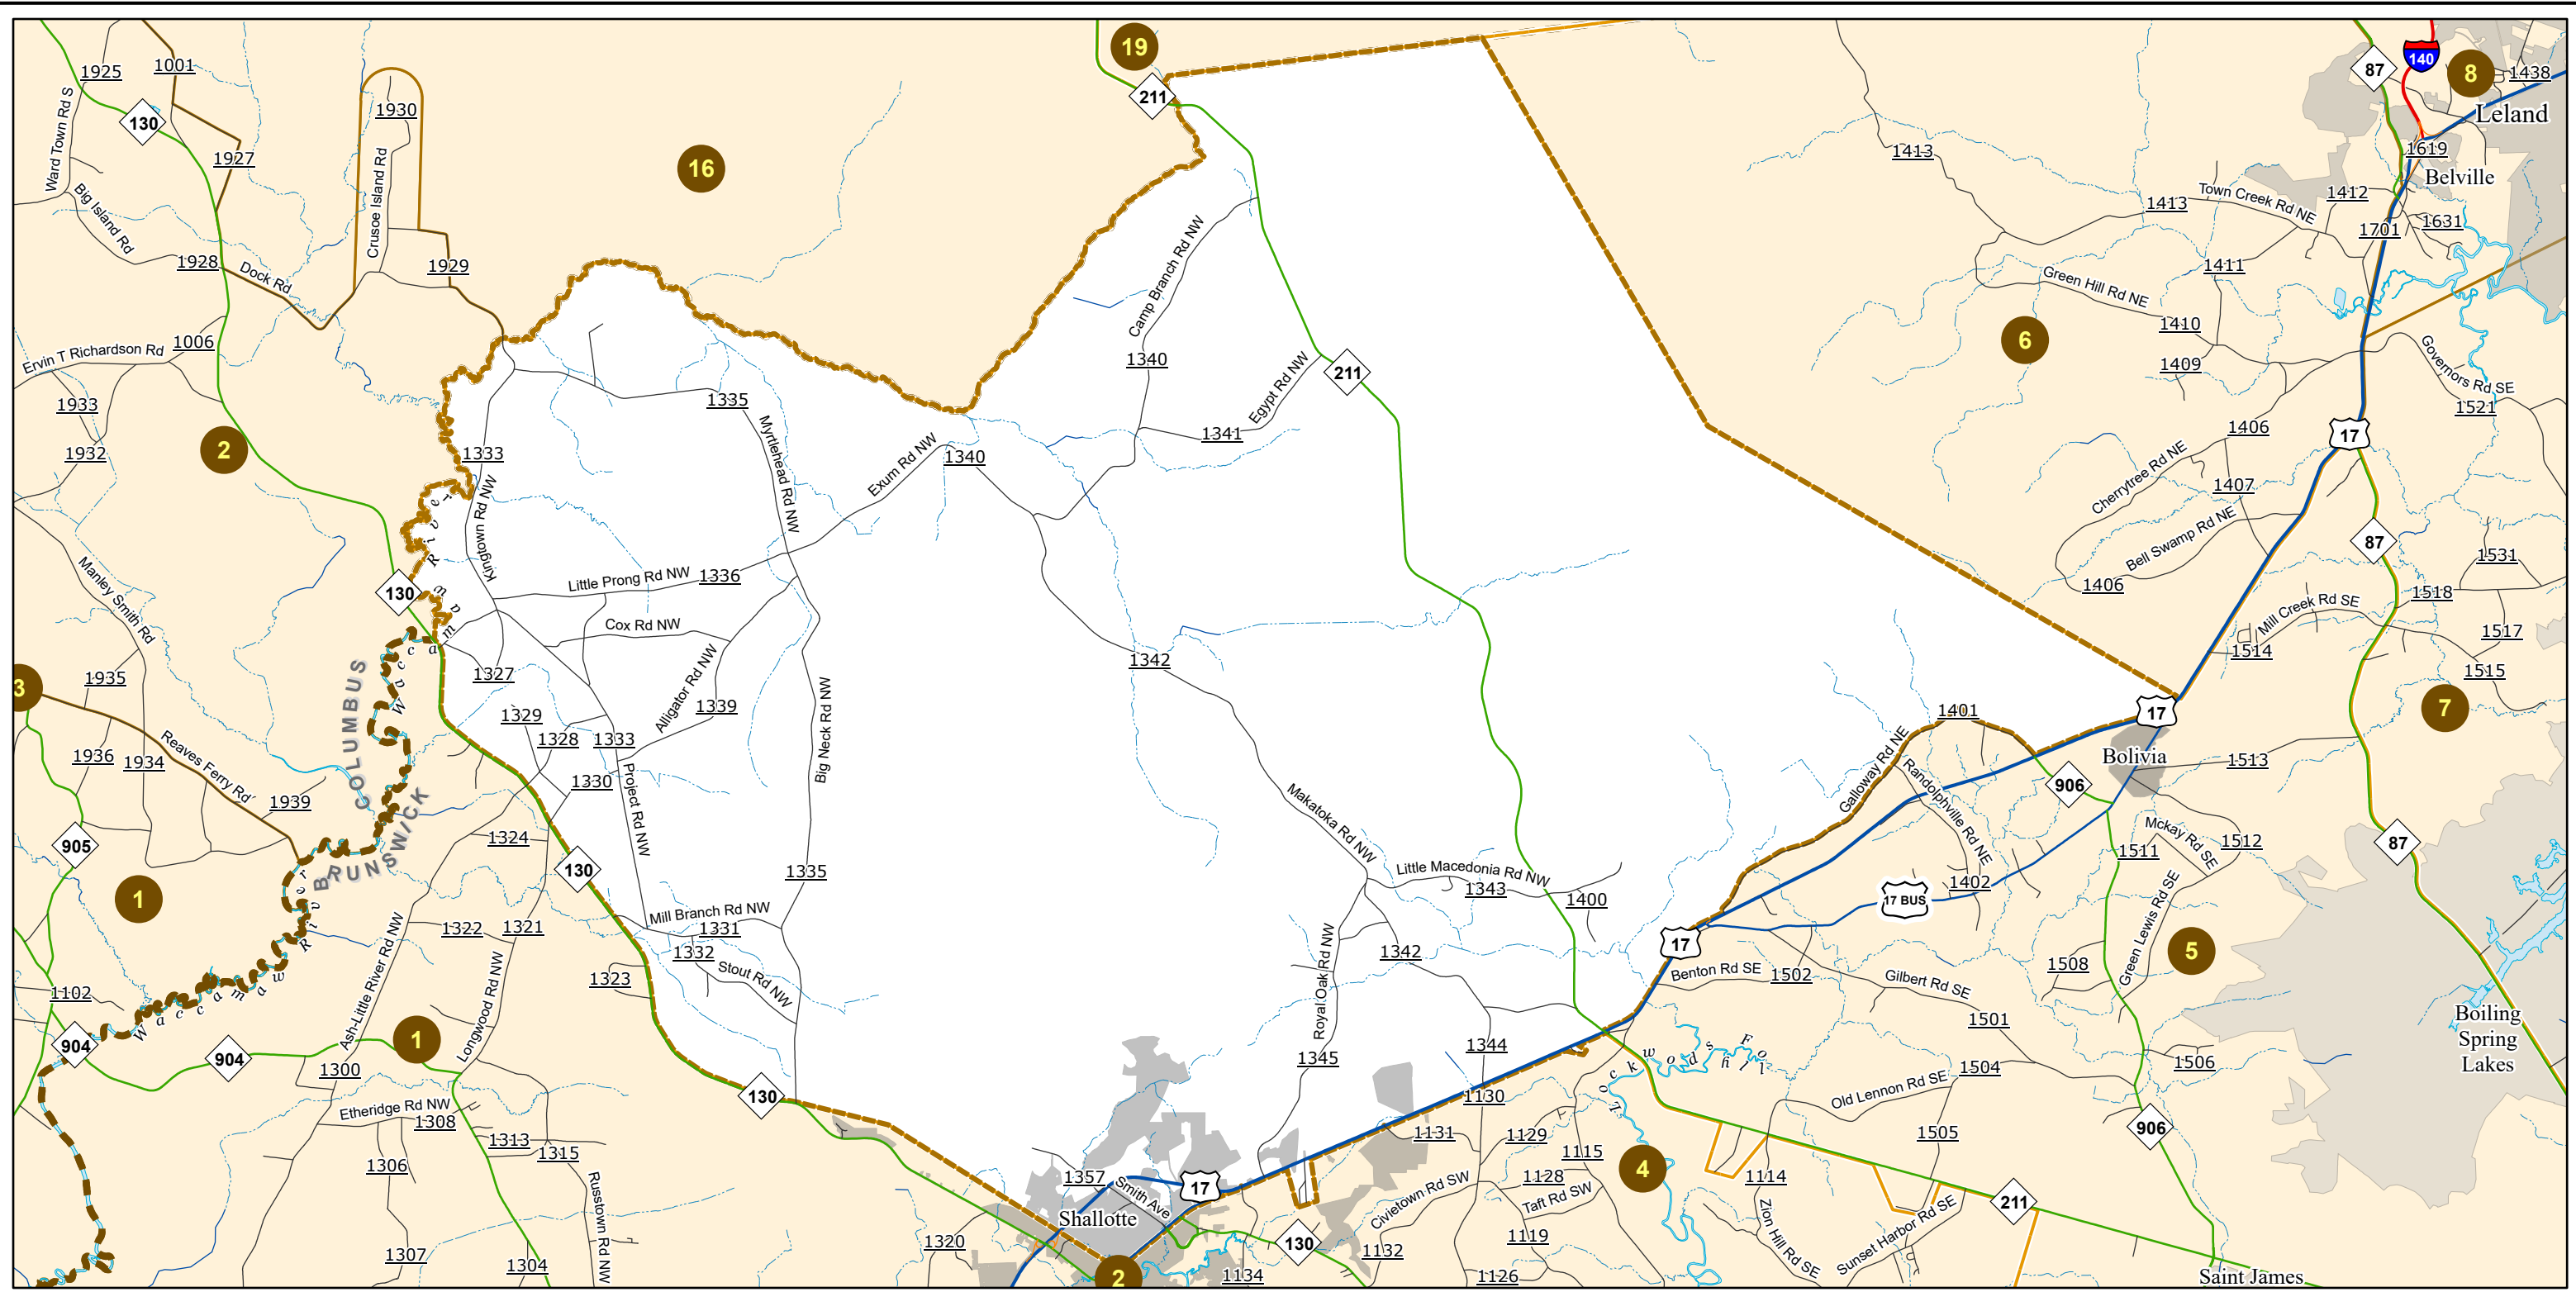 19
1925
1001
87
140
8
1438
130
1930
211
Leland
Ward Town Rd S
1927
16
1413
1619
Belville
Big Island Rd
Crusoe Island Rd
Town Creek Rd NE
1412
1413
1701
1631
1928
Dock Rd
1929
Camp Branch Rd NW
1411
Green Hill Rd NE
1410
6
1006
Ervin T Richardson Rd
1340
211
1409
Governors Rd SE
1521
1933
1335
Egypt Rd NW
1341
1406
17
2
1932
1333
Myrtlehead Rd NW
Exum Rd NW
1340
Cherrytree Rd NE
1407
Kingtown Rd NW
Bell Swamp Rd NE
87
1531
Waccamaw River
Manley Smith Rd
130
Little Prong Rd NW
1336
1406
1518
Mill Creek Rd SE
Cox Rd NW
1517
1514
1342
1515
3
1935
COLUMBUS
1327
Alligator Rd NW
1339
Big Neck Rd NW
1329
1401
17
7
1328
1333
Bolivia
1936
1934
Reaves Ferry Rd
1513
Galloway Rd NE
Randolphville Rd NE
906
1330
Project Rd NW
1939
Makatoka Rd NW
BRUNSWICK
905
1324
130
Mckay Rd SE
1512
1511
87
1335
Little Macedonia Rd NW
1343
1400
1402
17 BUS
1
Mill Branch Rd NW
1331
1322
1321
Ash-Little River Rd NW
1332
Royal Oak Rd NW
1342
17
Green Lewis Rd SE
5
Stout Rd NW
Benton Rd SE
1502
1508
1323
Gilbert Rd SE
1102
Waccamaw River
Longwood Rd NW
1501
Boiling
Spring
Lakes
904
904
1
1344
1345
Lockwoods Folly
1506
1300
1504
Old Lennon Rd SE
130
1130
Etheridge Rd NW
1308
1131
1129
1505
906
1313
1315
1115
1306
4
1357
Smith Ave
17
1128
1114
Civietown Rd SW
Taft Rd SW
Russtown Rd NW
Shallotte
211
Zion Hill Rd SE
Sunset Harbor Rd SE
1307
1304
1320
130
1132
1119
2
1134
1126
Saint James